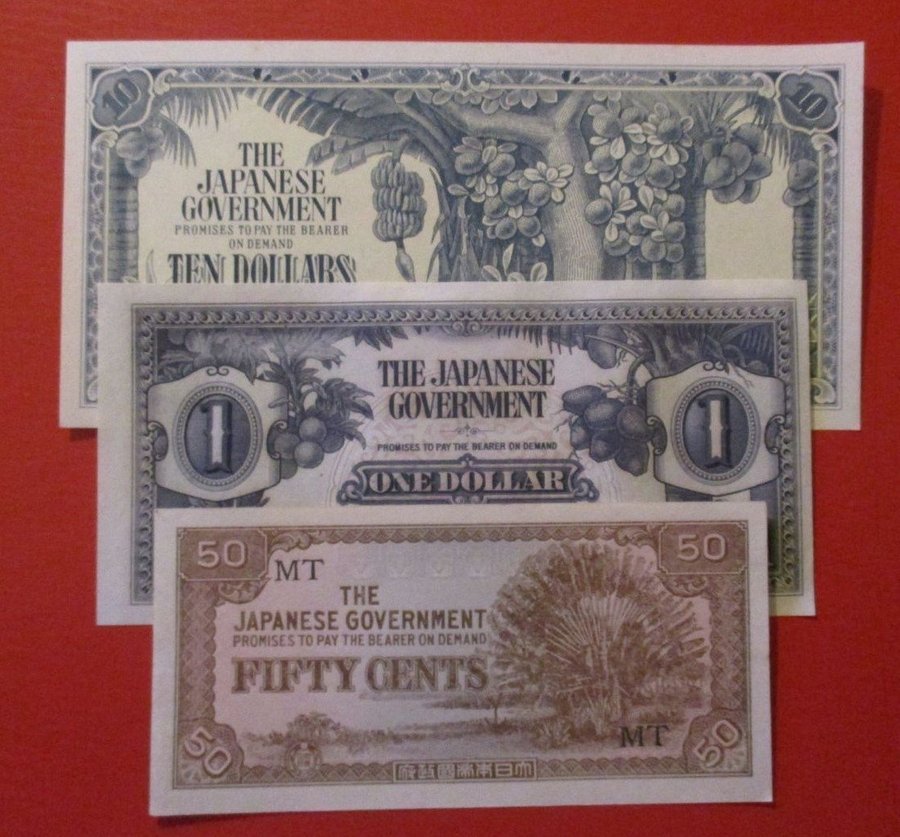 10 10
THE
JAPANESE
GOVERNMENT
PROMISES TO PAY THE BEARER
ON DEMAND
TEN DOLLARS
THE JAPANESE
GOVERNMENT
1 1
PROMISES TO PAY THE BEARER ON DEMAND
ONE DOLLAR
50 50
MT
THE
JAPANESE GOVERNMENT
PROMISES TO PAY THE BEARER ON DEMAND
FIFTY CENTS
MT
50 50
府政國帝本日大